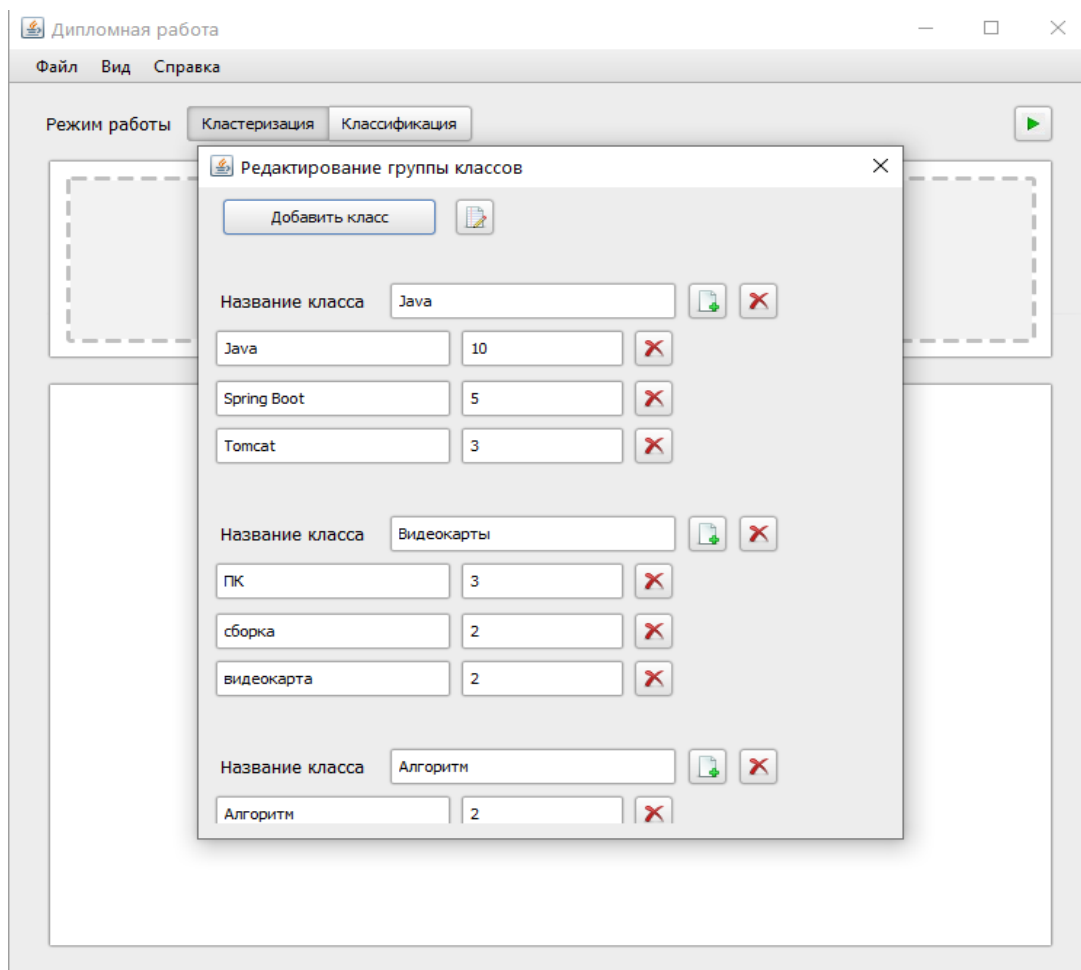 Дипломная работа
Файл Вид Справка
Режим работы Кластеризация Классификация
Редактирование группы классов
Добавить класс
Название класса Java
Java 10
Spring Boot 5
Tomcat 3
Название класса Видеокарты
ПК 3
сборка 2
видеокарта 2
Название класса Алгоритм
Алгоритм 2